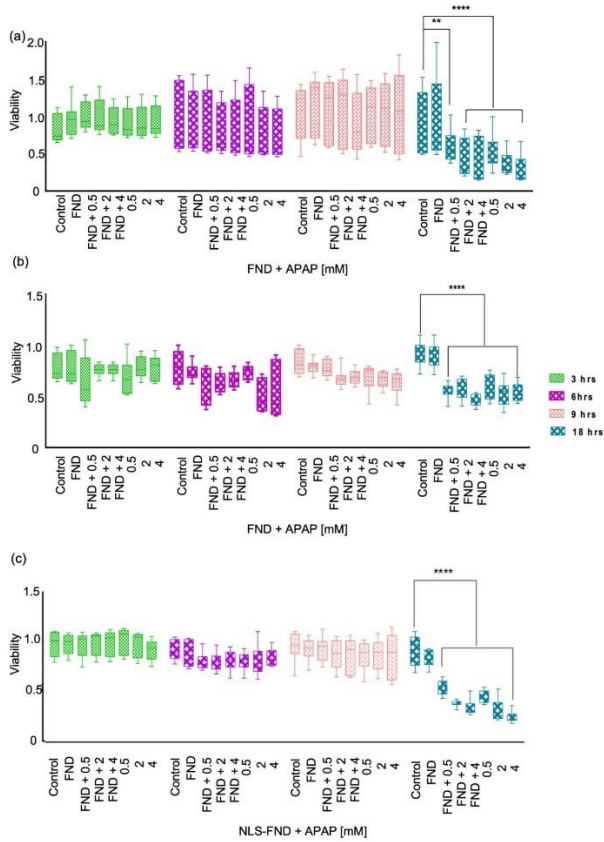 (a)
**
****
2.0
1.5
1.0
0.5
0
Viability
Control
FND
FND + 0.5
FND + 2
FND + 4
0.5
2
4
Control
FND
FND + 0.5
FND + 2
FND + 4
0.5
2
4
Control
FND
FND + 0.5
FND + 2
FND + 4
0.5
2
4
Control
FND
FND + 0.5
FND + 2
FND + 4
0.5
2
4
FND + APAP [mM]
(b)
****
1.5
1.0
0.5
0
Viability
Control
FND
FND + 0.5
FND + 2
FND + 4
0.5
2
4
Control
FND
FND + 0.5
FND + 2
FND + 4
0.5
2
4
Control
FND
FND + 0.5
FND + 2
FND + 4
0.5
2
4
Control
FND
FND + 0.5
FND + 2
FND + 4
0.5
2
4
FND + APAP [mM]
3 hrs
6hrs
9 hrs
18 hrs
(c)
****
1.5
1.0
0.5
0
Viability
Control
FND
FND + 0.5
FND + 2
FND + 4
0.5
2
4
Control
FND
FND + 0.5
FND + 2
FND + 4
0.5
2
4
Control
FND
FND + 0.5
FND + 2
FND + 4
0.5
2
4
Control
FND
FND + 0.5
FND + 2
FND + 4
0.5
2
4
NLS-FND + APAP [mM]